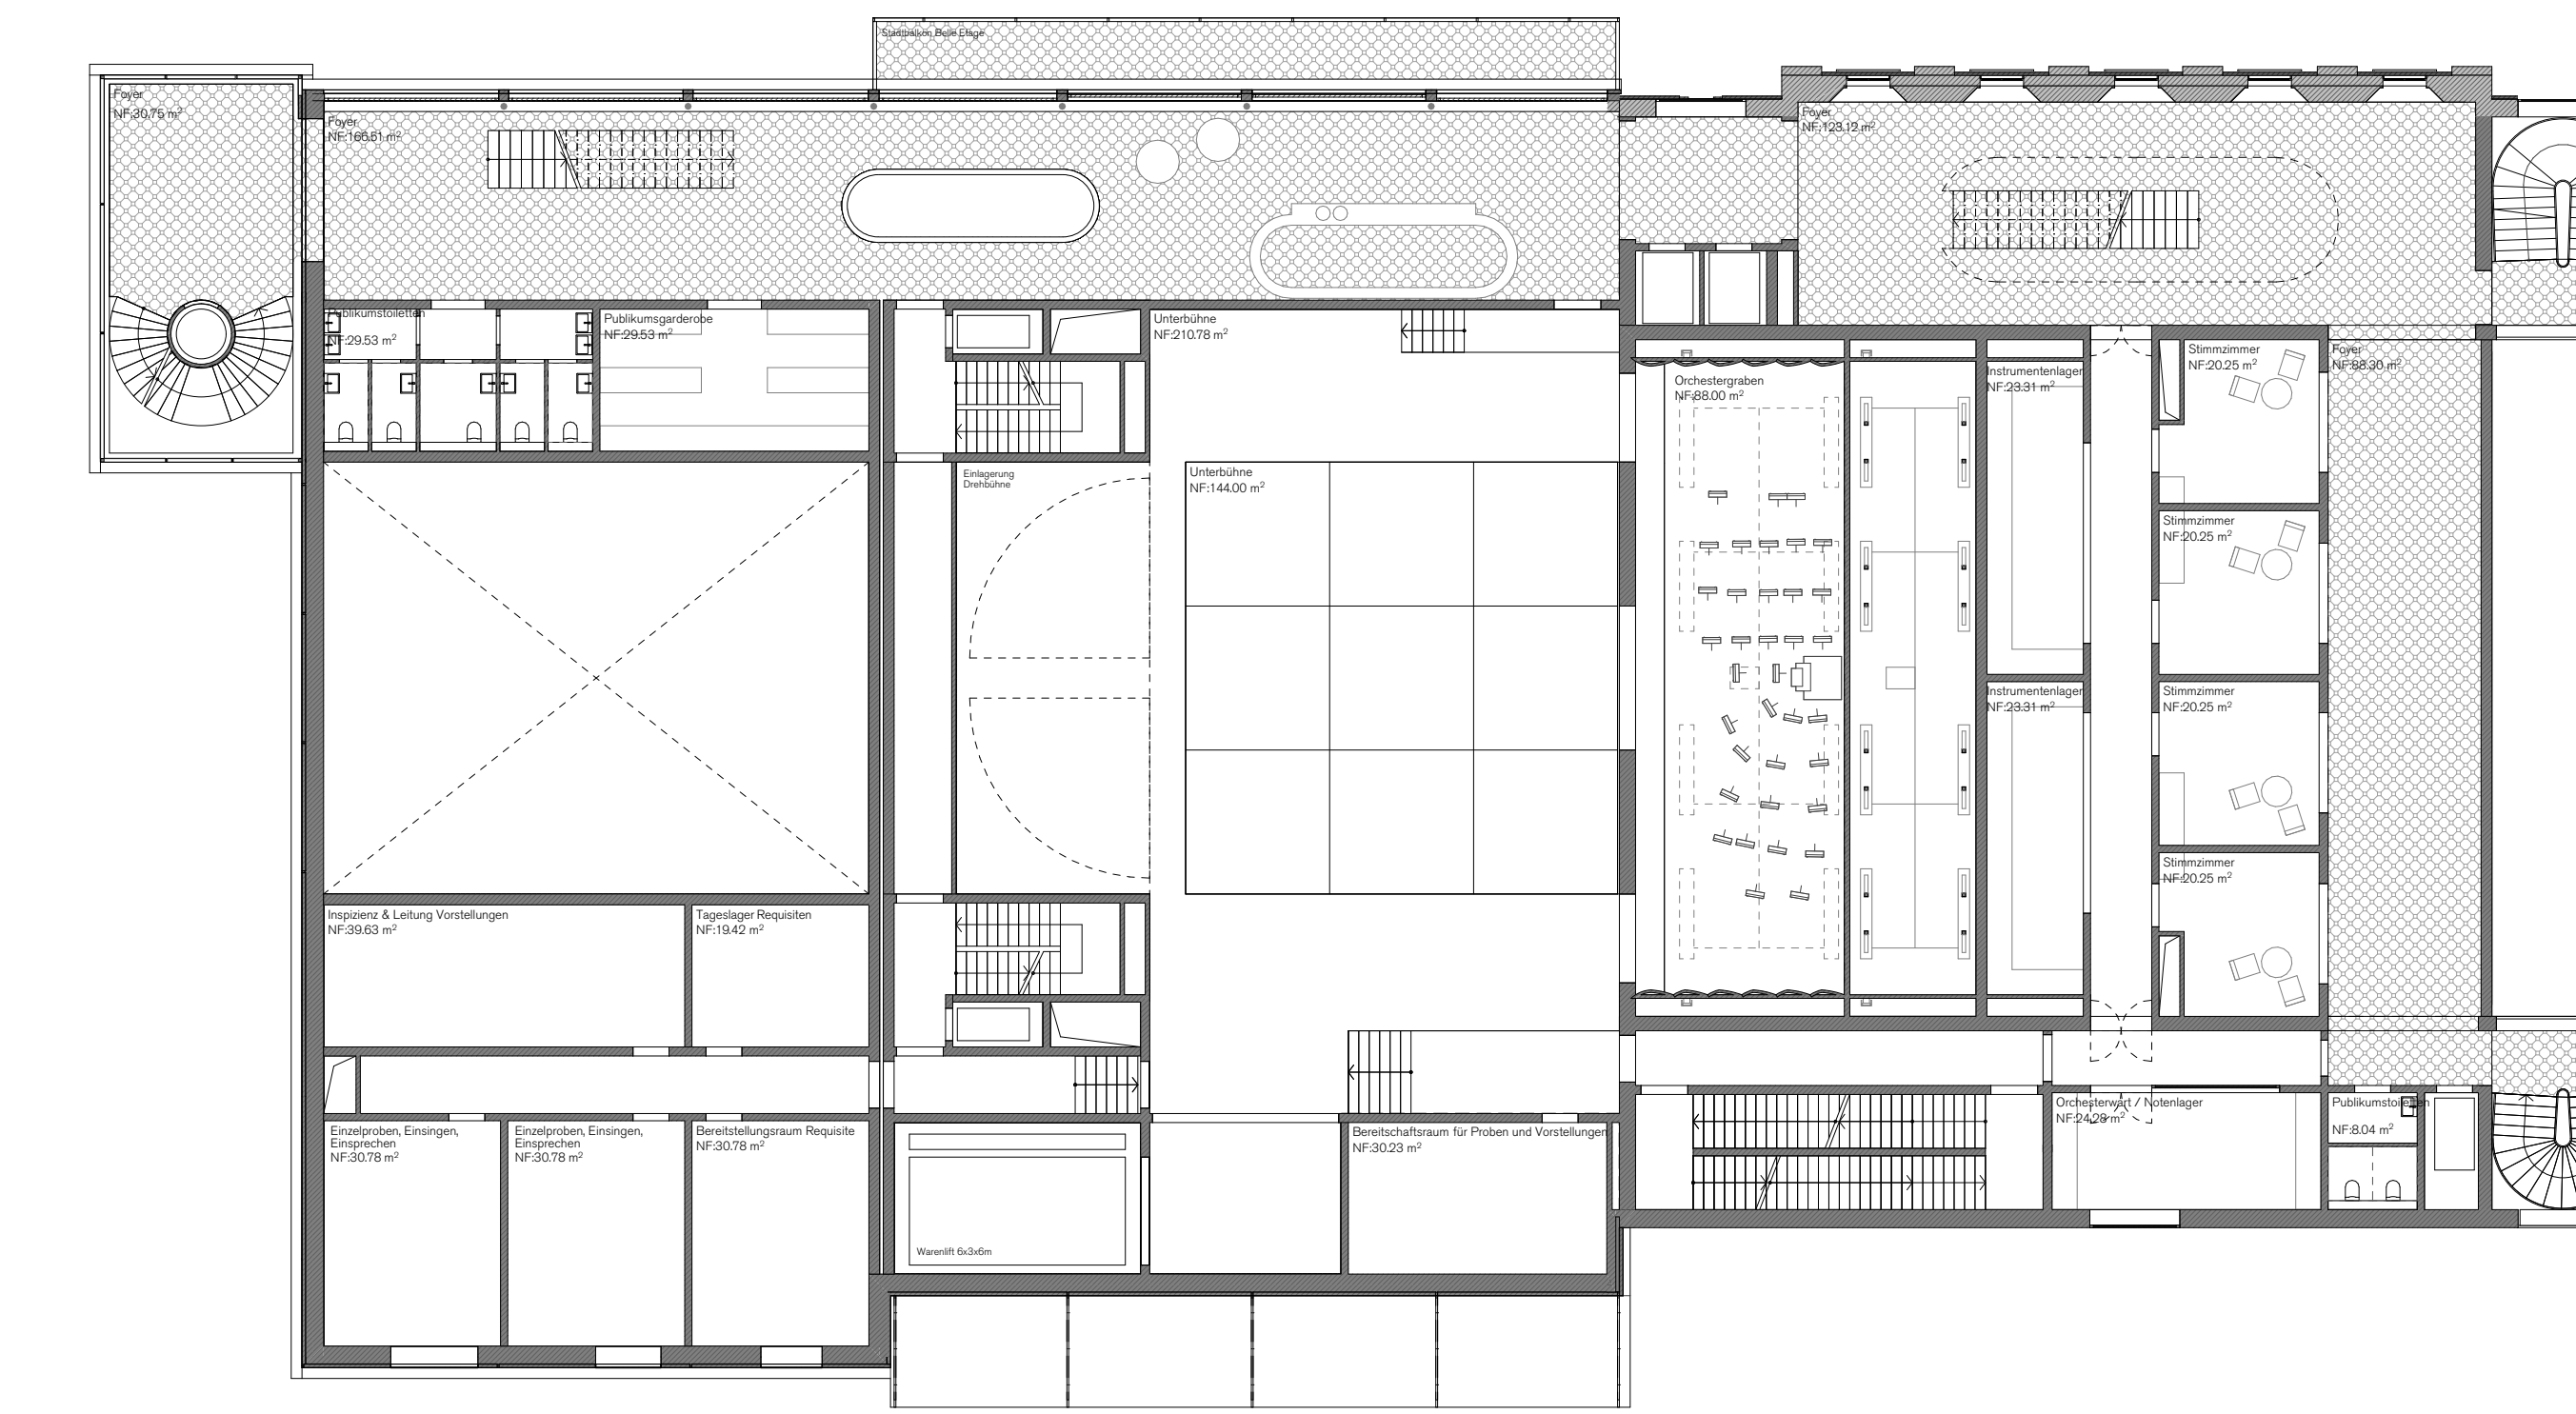 Stadtbalkon Belle Etage
Foyer
NF:30.75 m²
Foyer
NF:166.51 m²
Foyer
NF:123.12 m²
Publikumstoiletten
NF:29.53 m²
Publikumsgarderobe
NF:29.53 m²
Unterbühne
NF:210.78 m²
Orchestergraben
NF:88.00 m²
Instrumentenlager
NF:23.31 m²
Stimmzimmer
NF:20.25 m²
Foyer
NF:88.30 m²
Einlagerung
Drehbühne
Unterbühne
NF:144.00 m²
Stimmzimmer
NF:20.25 m²
Instrumentenlager
NF:23.31 m²
Stimmzimmer
NF:20.25 m²
Stimmzimmer
NF:20.25 m²
Inspizienz & Leitung Vorstellungen
NF:39.63 m²
Tageslager Requisiten
NF:19.42 m²
Einzelproben, Einsingen,
Einsprechen
NF:30.78 m²
Einzelproben, Einsingen,
Einsprechen
NF:30.78 m²
Bereitstellungsraum Requisite
NF:30.78 m²
Warenlift 6x3x6m
Bereitschaftsraum für Proben und Vorstellungen
NF:30.23 m²
Orchesterwart / Notenlager
NF:24.28 m²
Publikumstoiletten
NF:8.04 m²